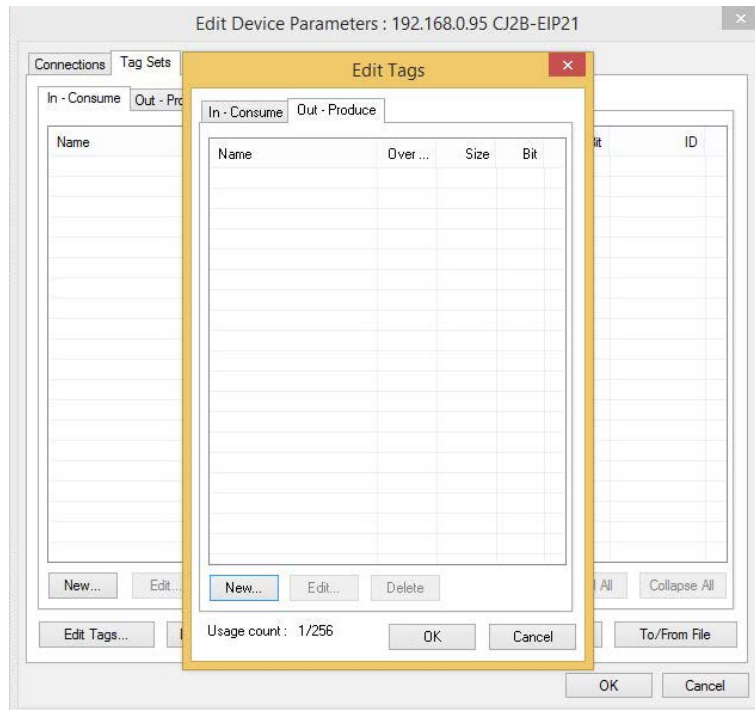 Edit Device Parameters : 192.168.0.95 CJ2B-EIP21
Connections Tag Sets
In - Consume Out - Pro
Name Bit ID
New... Edit... All Collapse All
Edit Tags... To/From File
OK Cancel
Edit Tags
In - Consume Out - Produce
Name Over ... Size Bit
New... Edit... Delete
Usage count : 1/256 OK Cancel